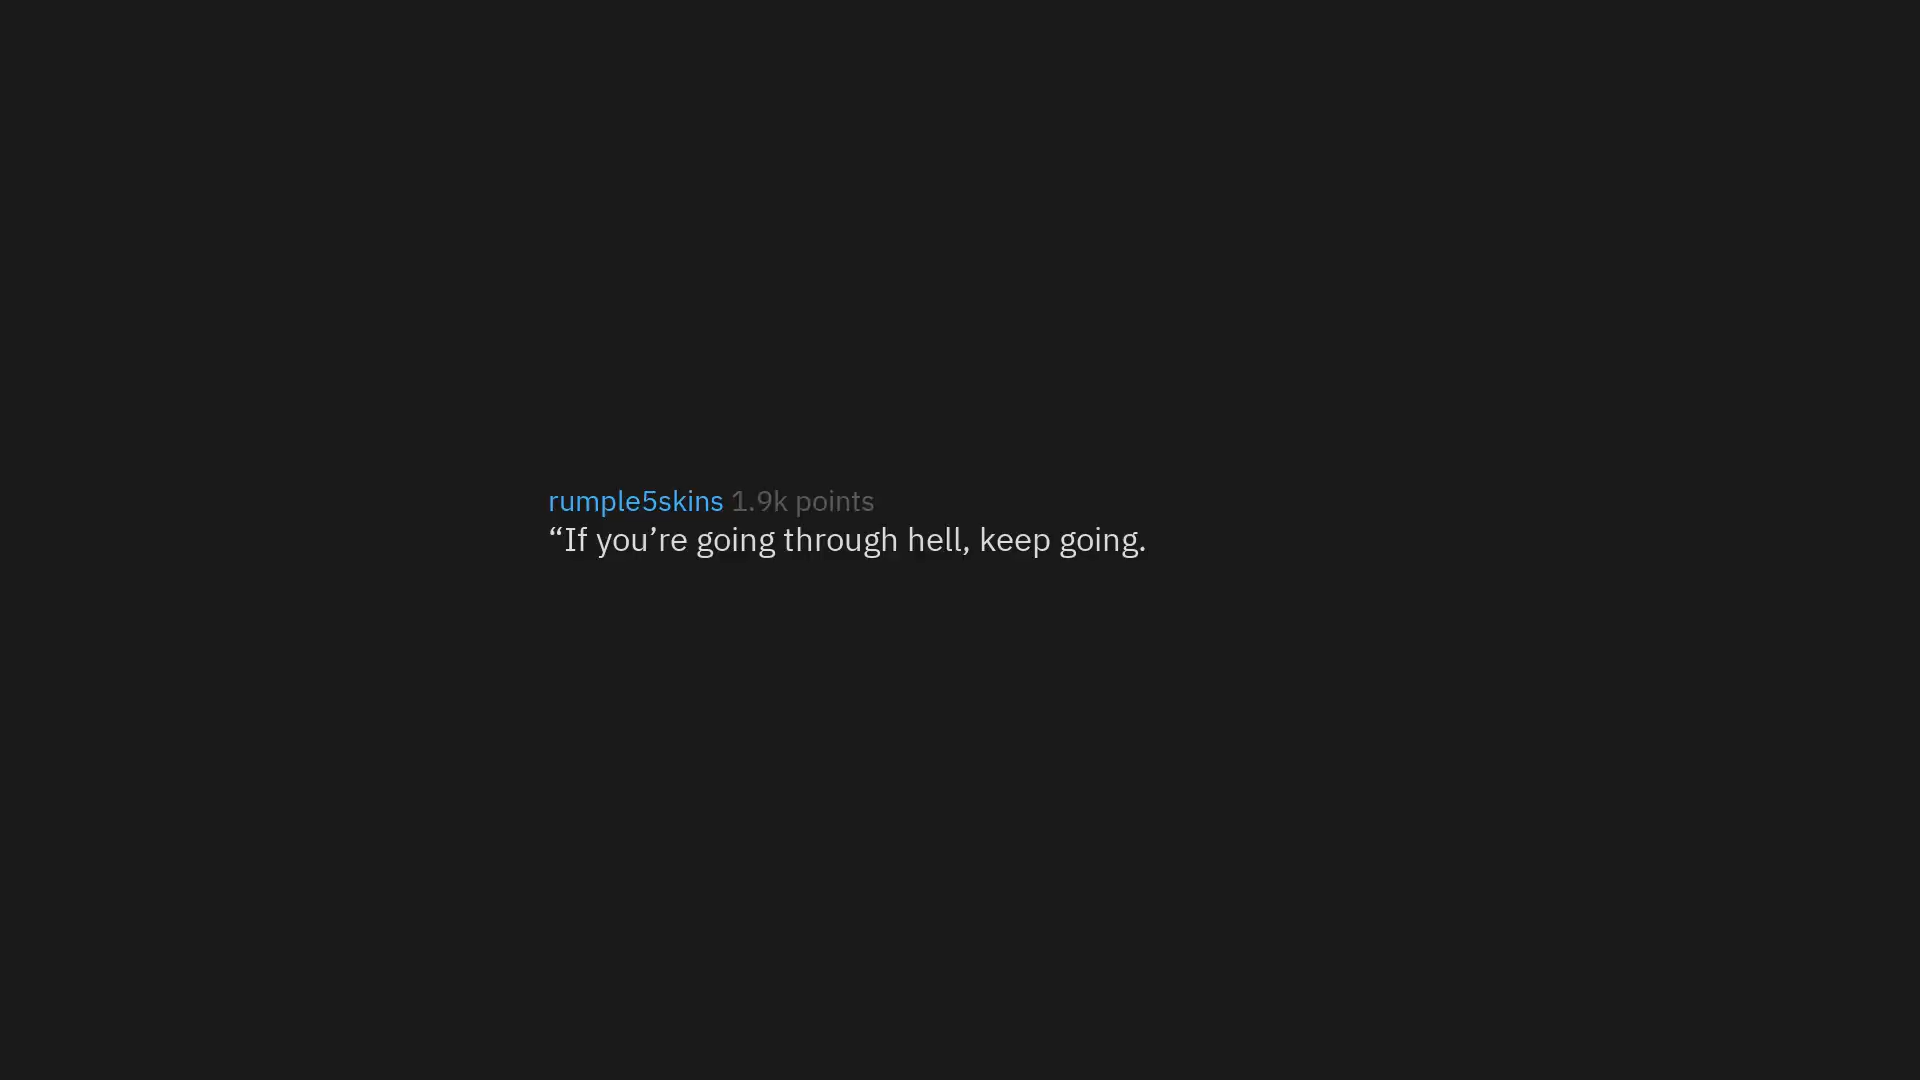 rumple5skins 1.9k points
“If you’re going through hell, keep going.